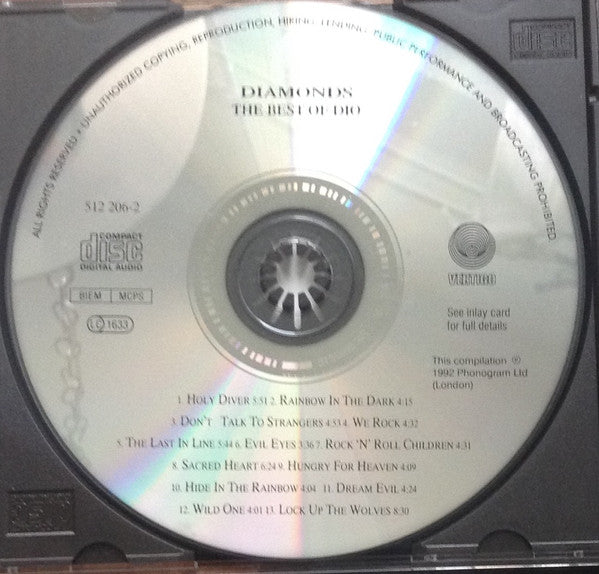 • ALL RIGHTS RESERVED • UNAUTHORIZED COPYING, REPRODUCTION, HIRING, LENDING, PUBLIC PERFORMANCE AND BROADCASTING PROHIBITED.
DIAMONDS
THE BEST OF DIO
512 206-2
COMPACT
disc
DIGITAL AUDIO
BIEM MCPS
LC 1633
VERTIGO
See inlay card
for full details
This compilation ℗
1992 Phonogram Ltd
(London)
1. HOLY DIVER 5:51 2. RAINBOW IN THE DARK 4:15
3. DON'T TALK TO STRANGERS 4:53 4. WE ROCK 4:32
5. THE LAST IN LINE 5:44 6. EVIL EYES 3:36 7. ROCK 'N' ROLL CHILDREN 4:31
8. SACRED HEART 6:24 9. HUNGRY FOR HEAVEN 4:09
10. HIDE IN THE RAINBOW 4:04 11. DREAM EVIL 4:24
12. WILD ONE 4:01 13. LOCK UP THE WOLVES 8:30
COMPACT
disc